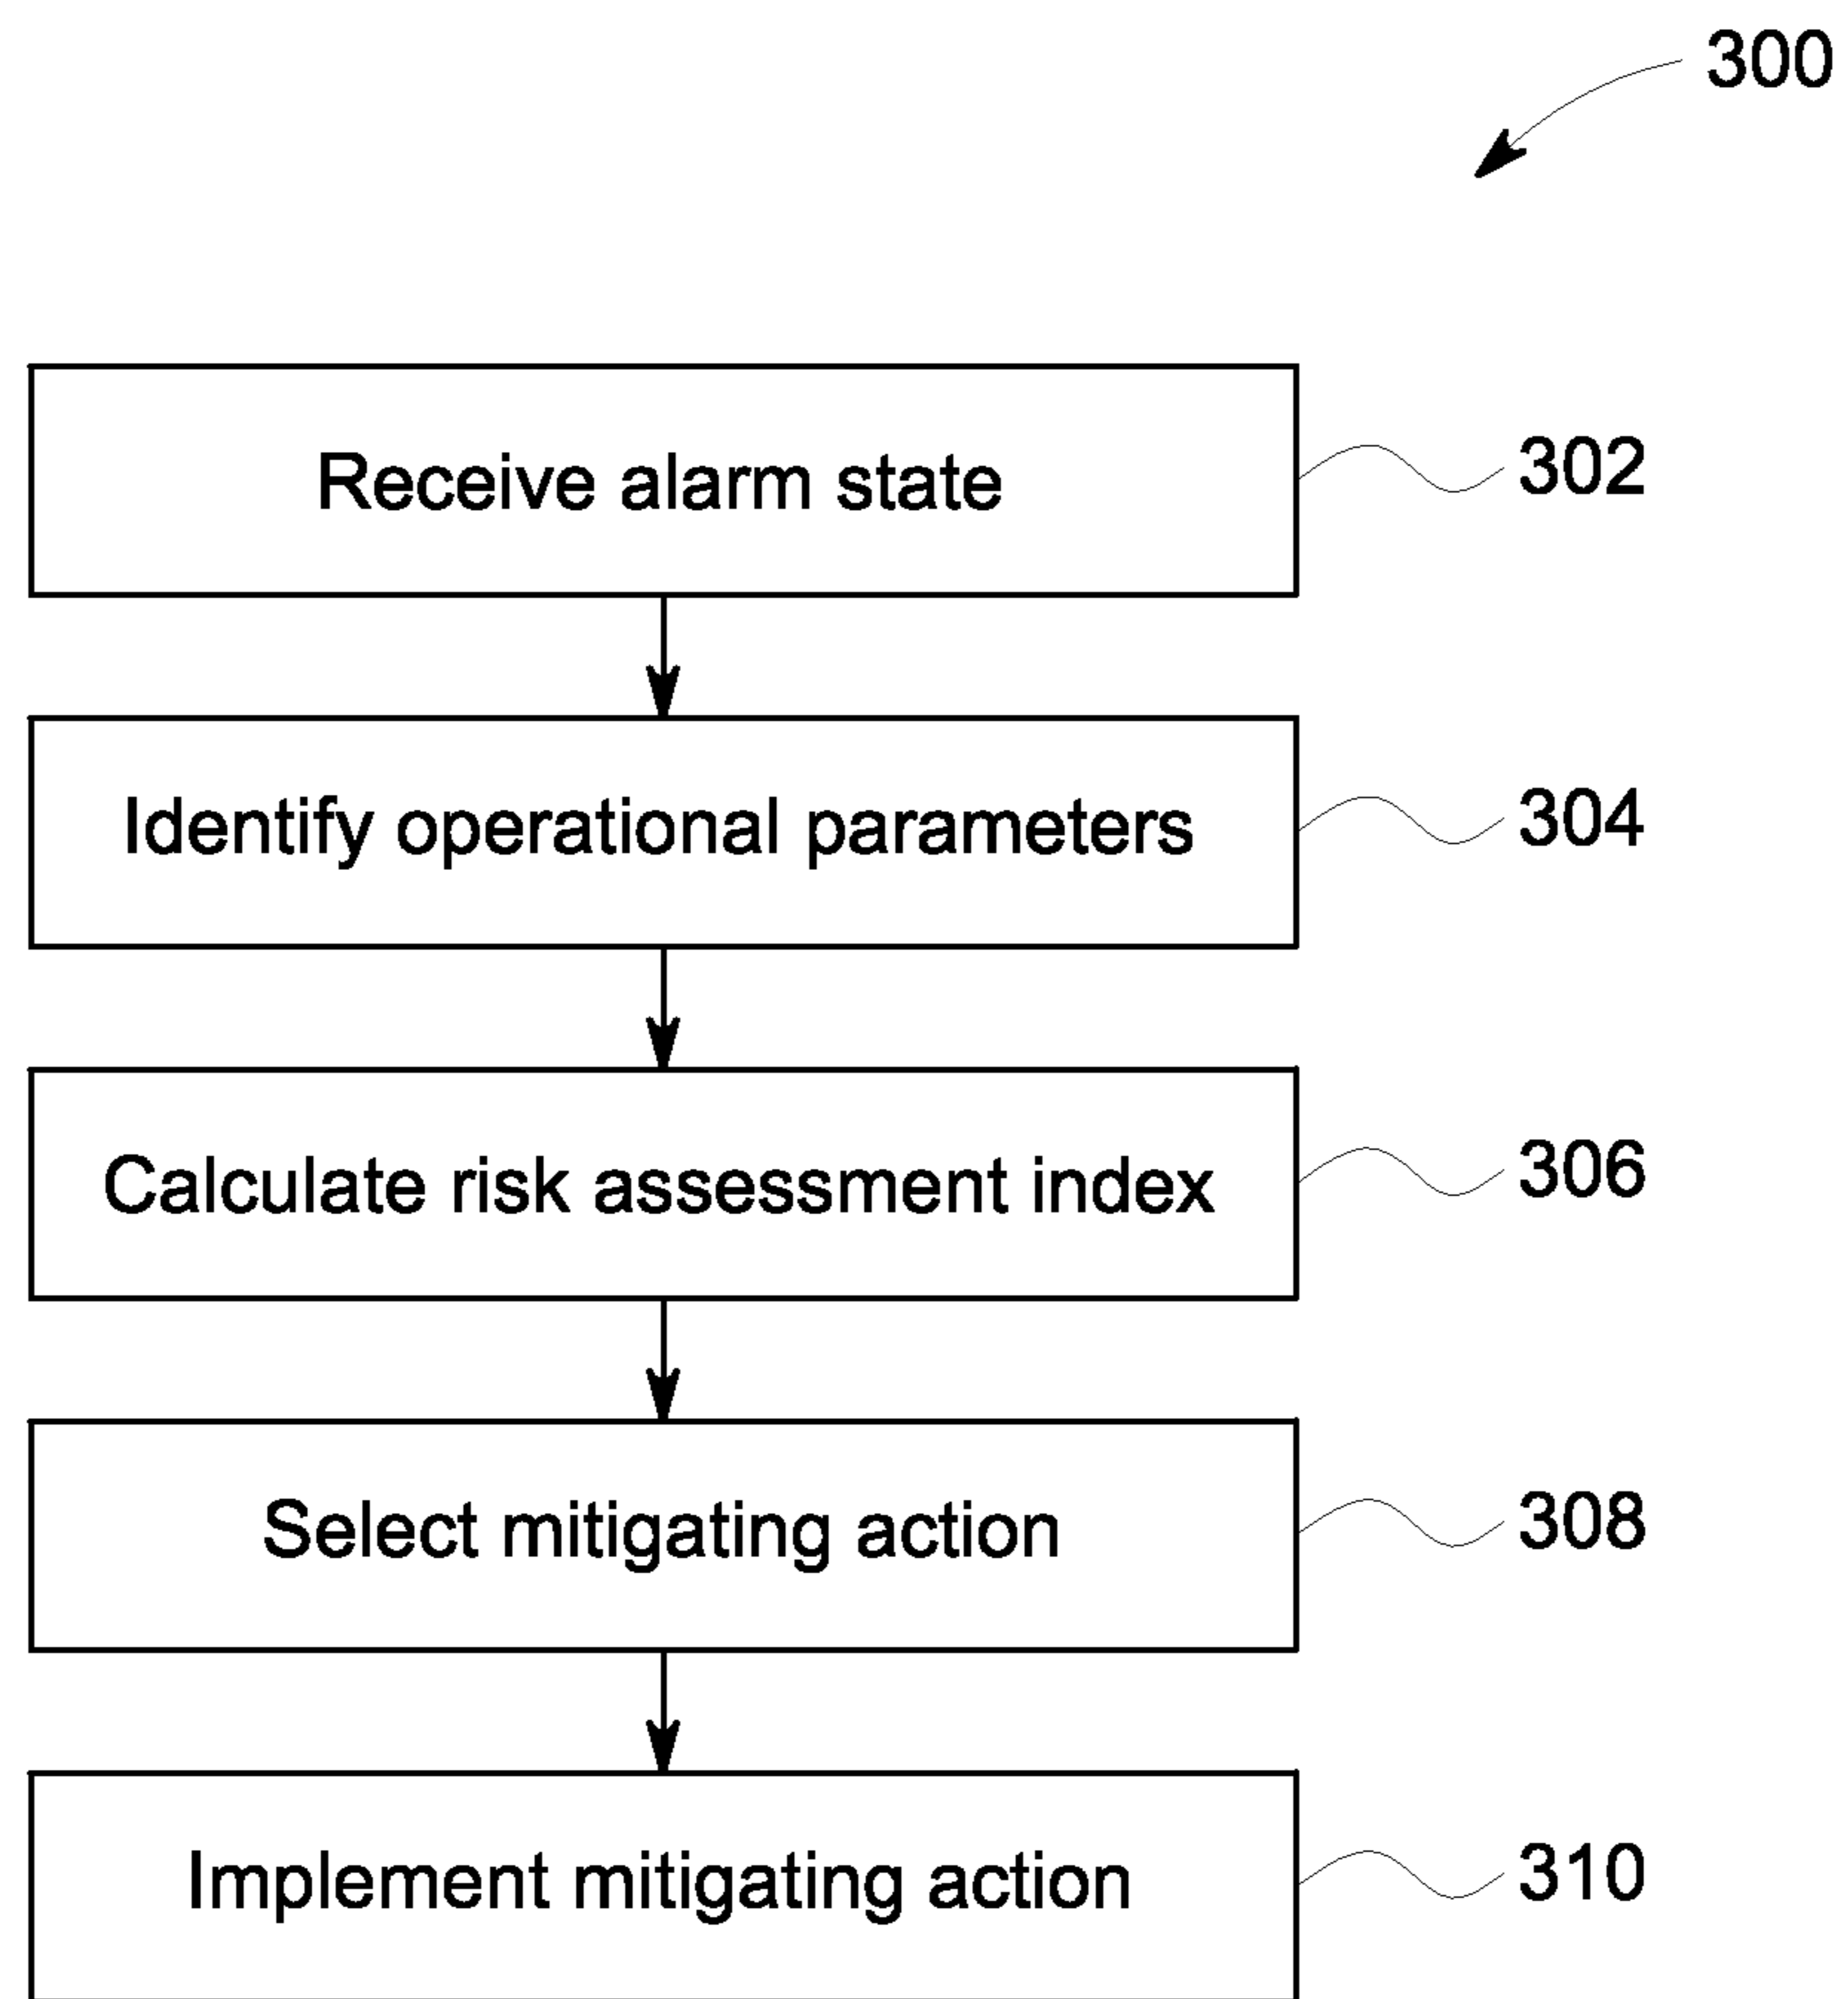 300
Receive alarm state
302
Identify operational parameters
304
Calculate risk assessment index
306
Select mitigating action
308
Implement mitigating action
310